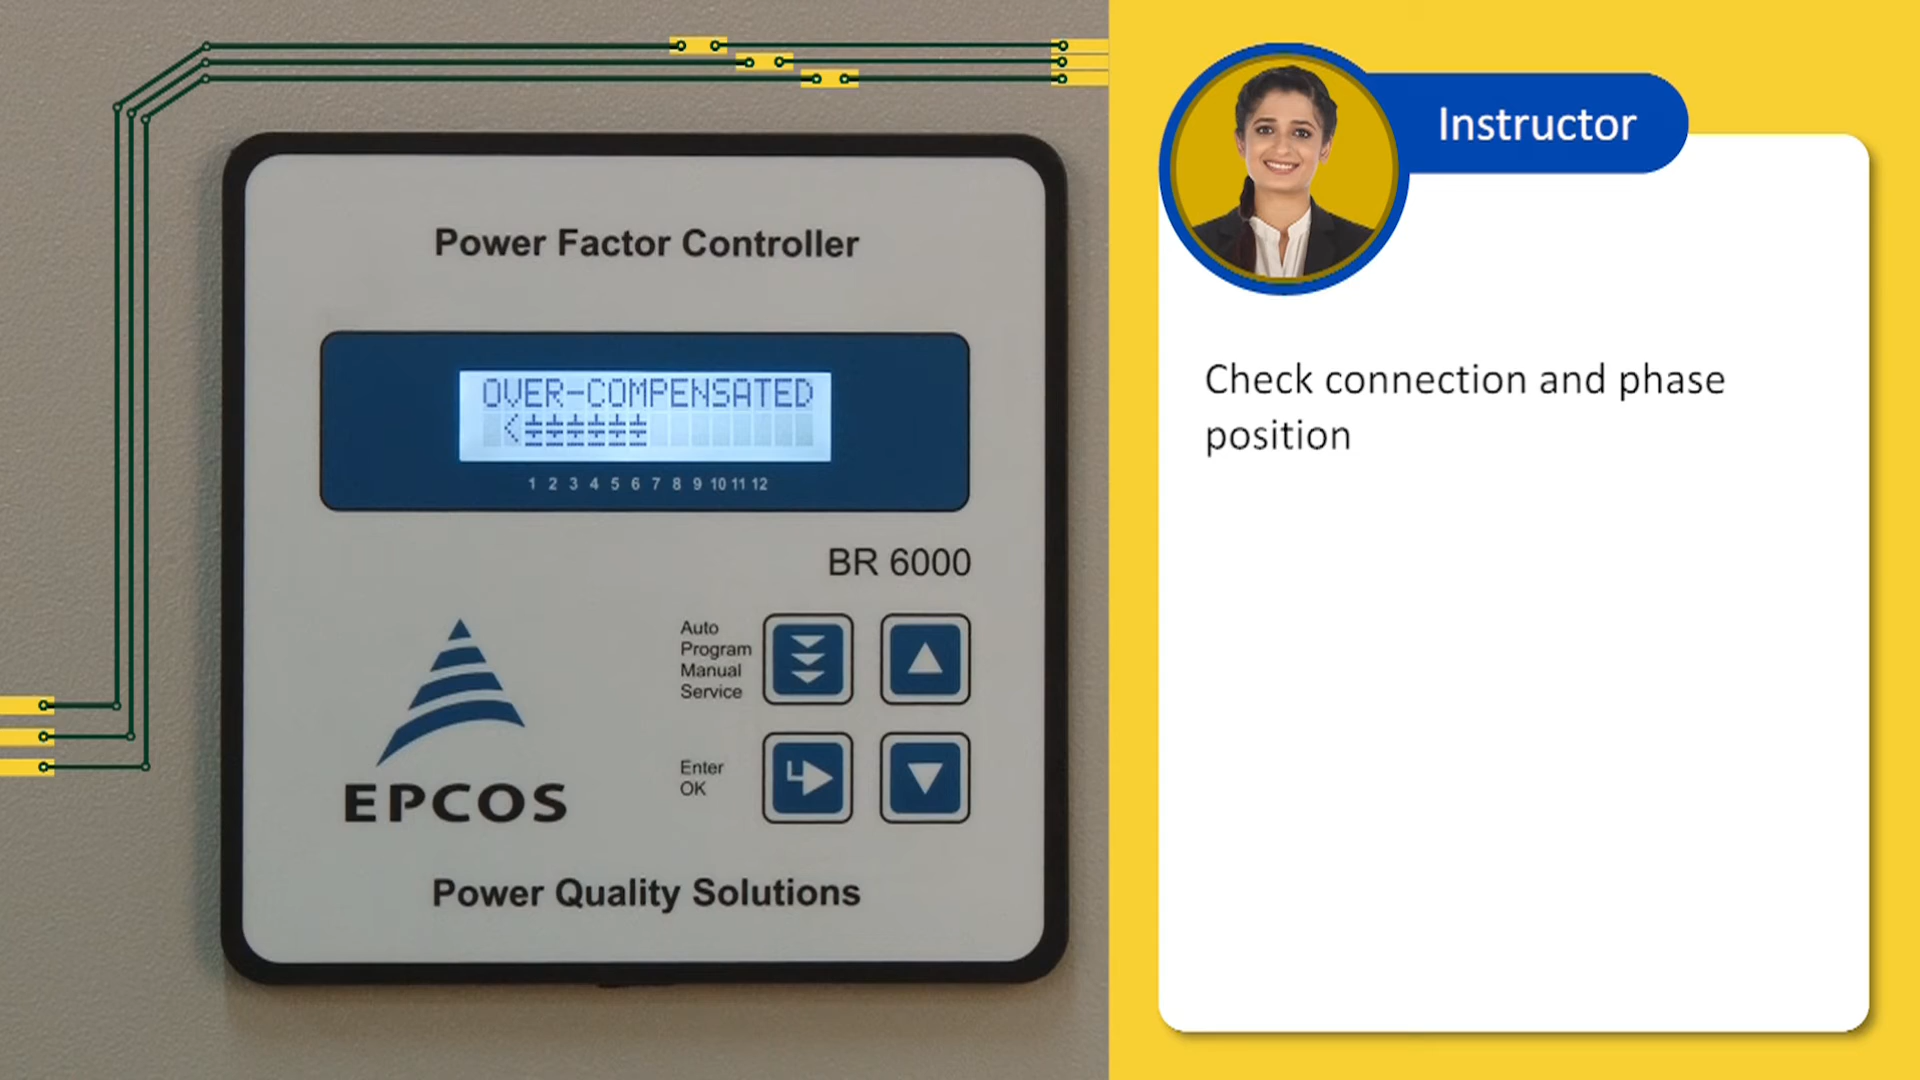 Power Factor Controller
OVER-COMPENSATED
1 2 3 4 5 6 7 8 9 10 11 12
BR 6000
Auto
Program
Manual
Service
Enter
OK
EPCOS
Power Quality Solutions
Instructor
Check connection and phase
position